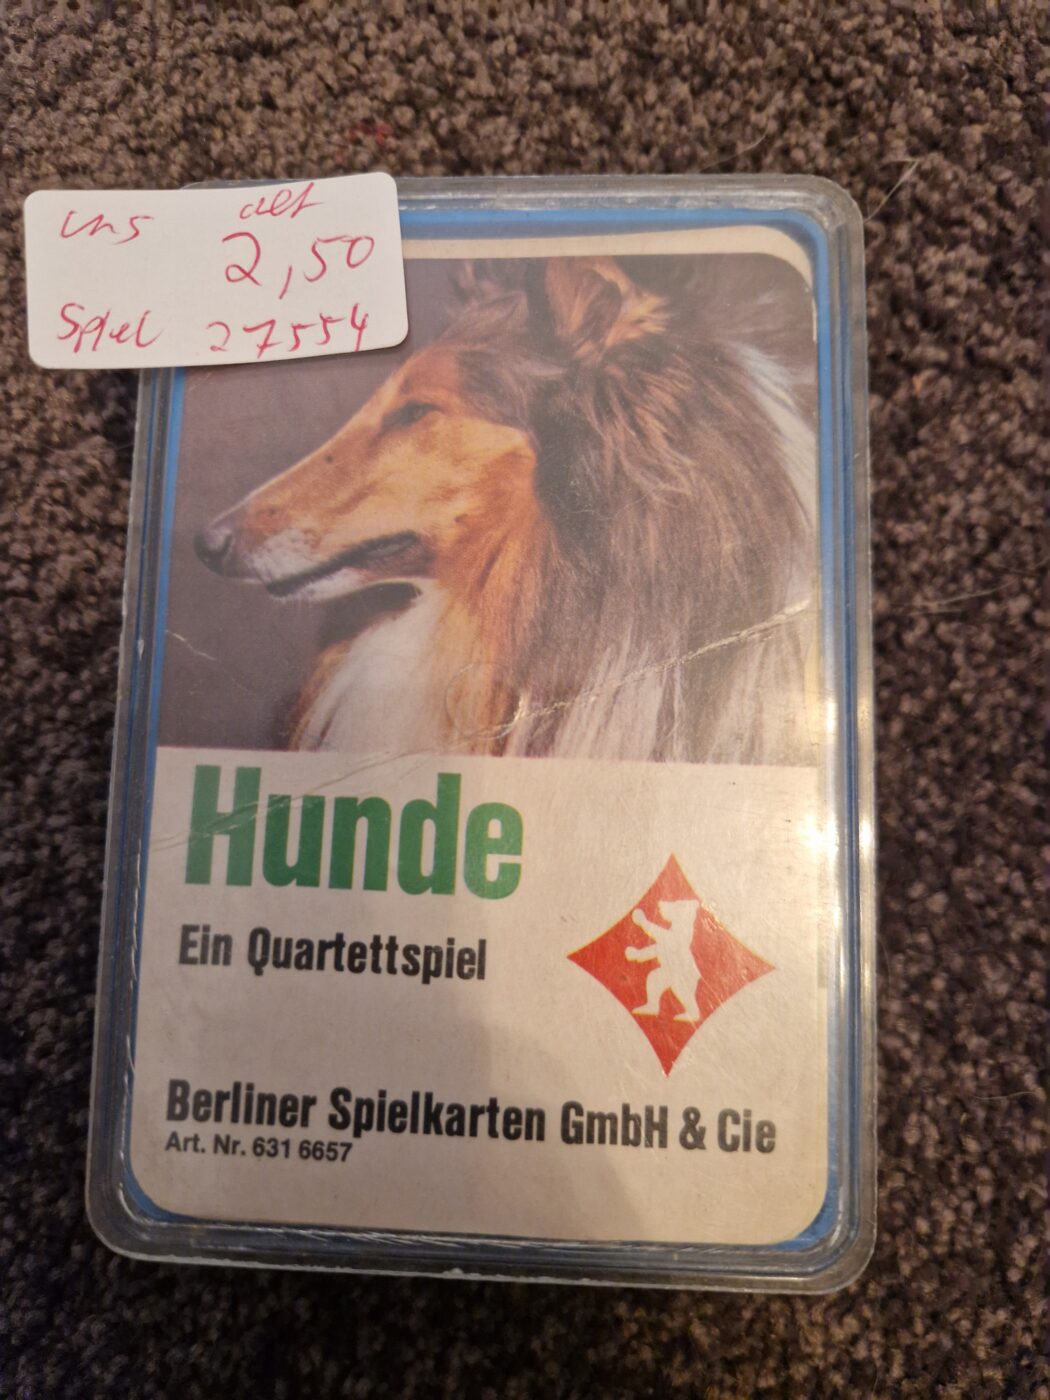 uns alt
2,50
Spiel 27554
Hunde
Ein Quartettspiel
Berliner Spielkarten GmbH & Cie
Art. Nr. 631 6657